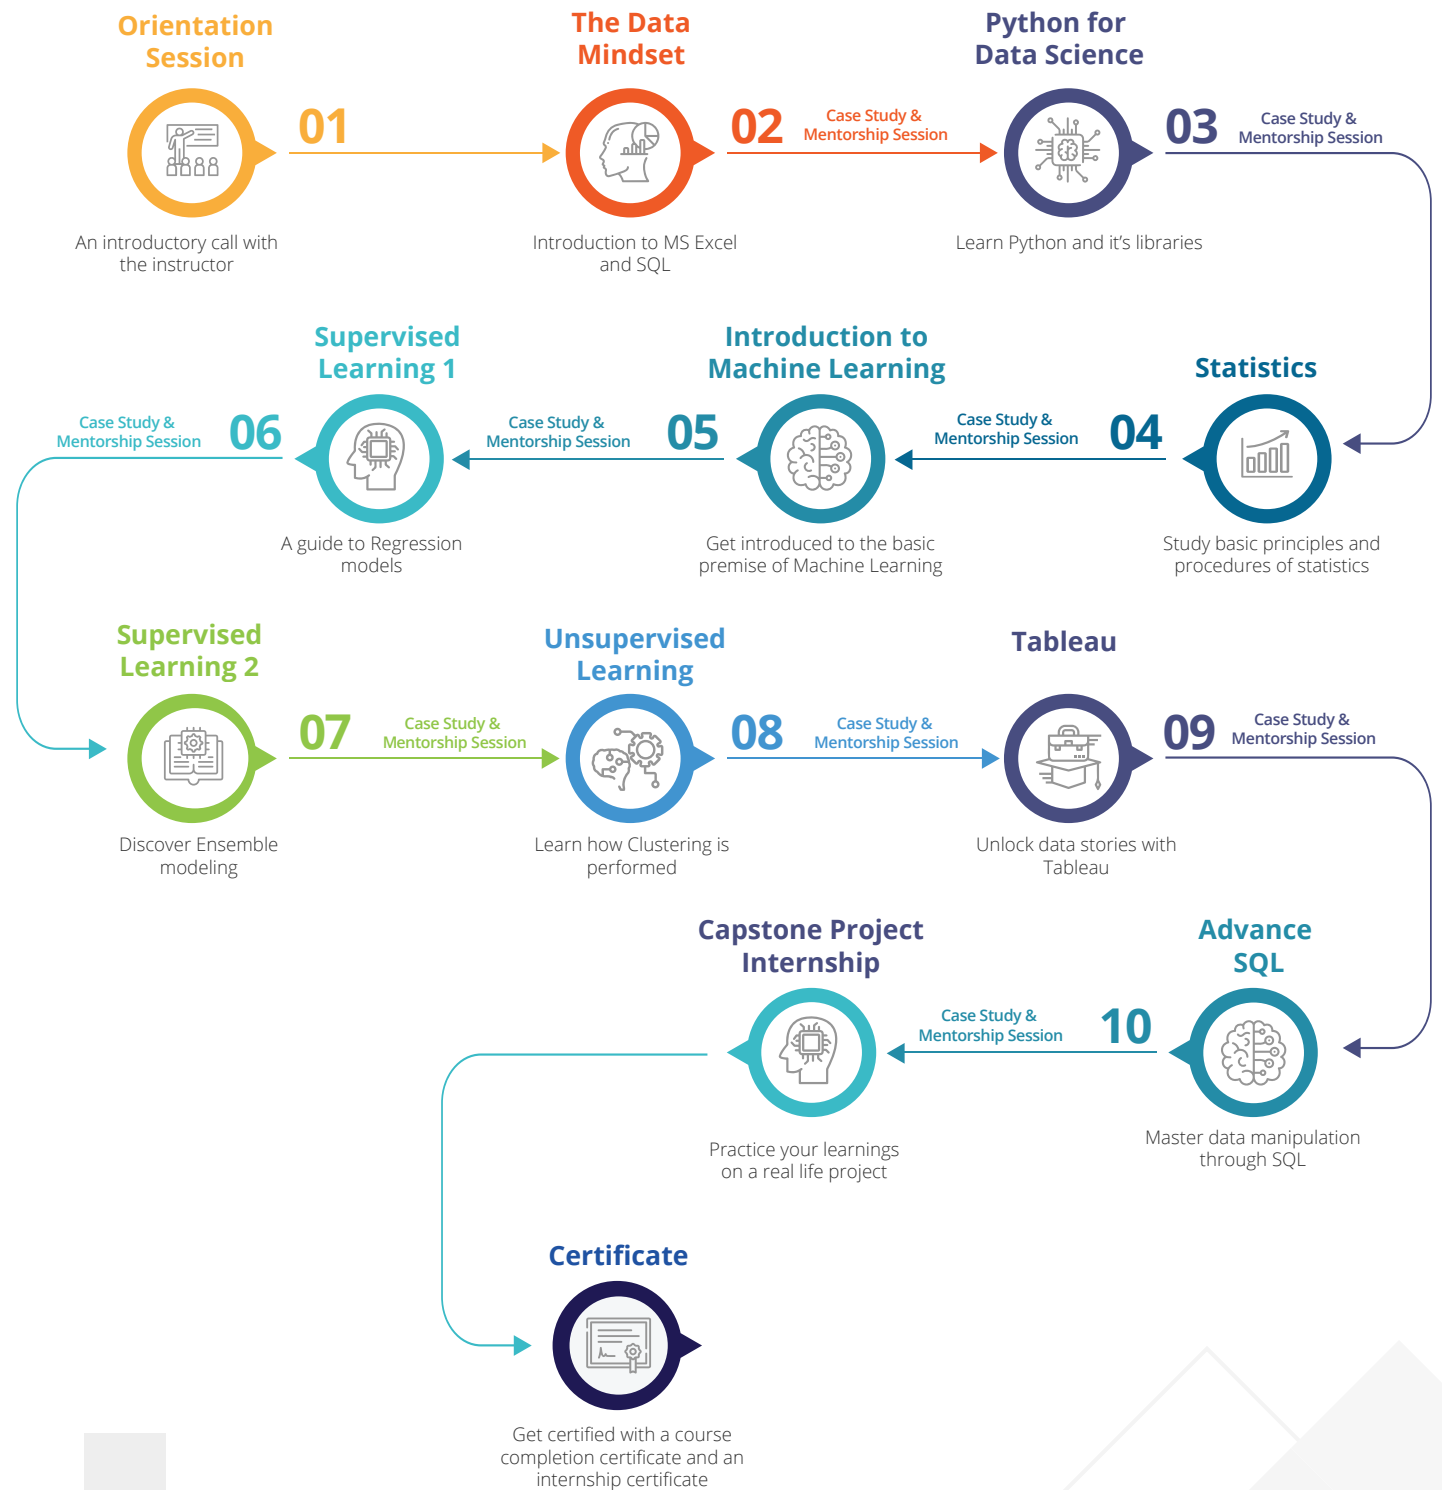 Orientation
Session
01
An introductory call with
the instructor
The Data
Mindset
02
Case Study &
Mentorship Session
Introduction to MS Excel
and SQL
Python for
Data Science
03
Case Study &
Mentorship Session
Learn Python and it's libraries
Statistics
04
Case Study &
Mentorship Session
Study basic principles and
procedures of statistics
Introduction to
Machine Learning
05
Case Study &
Mentorship Session
Get introduced to the basic
premise of Machine Learning
Supervised
Learning 1
06
Case Study &
Mentorship Session
A guide to Regression
models
Supervised
Learning 2
07
Case Study &
Mentorship Session
Discover Ensemble
modeling
Unsupervised
Learning
08
Case Study &
Mentorship Session
Learn how Clustering is
performed
Tableau
09
Case Study &
Mentorship Session
Unlock data stories with
Tableau
Advance
SQL
10
Case Study &
Mentorship Session
Master data manipulation
through SQL
Capstone Project
Internship
Practice your learnings
on a real life project
Certificate
Get certified with a course
completion certificate and an
internship certificate